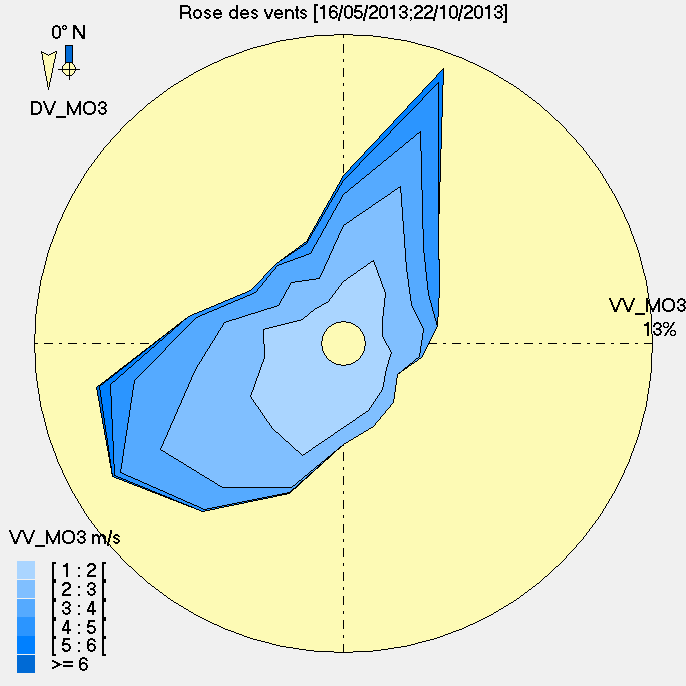 Rose des vents [16/05/2013;22/10/2013]
0° N
DV_MO3
VV_MO3
13%
VV_MO3 m/s
[ 1 : 2 [
[ 2 : 3 [
[ 3 : 4 [
[ 4 : 5 [
[ 5 : 6 [
>= 6